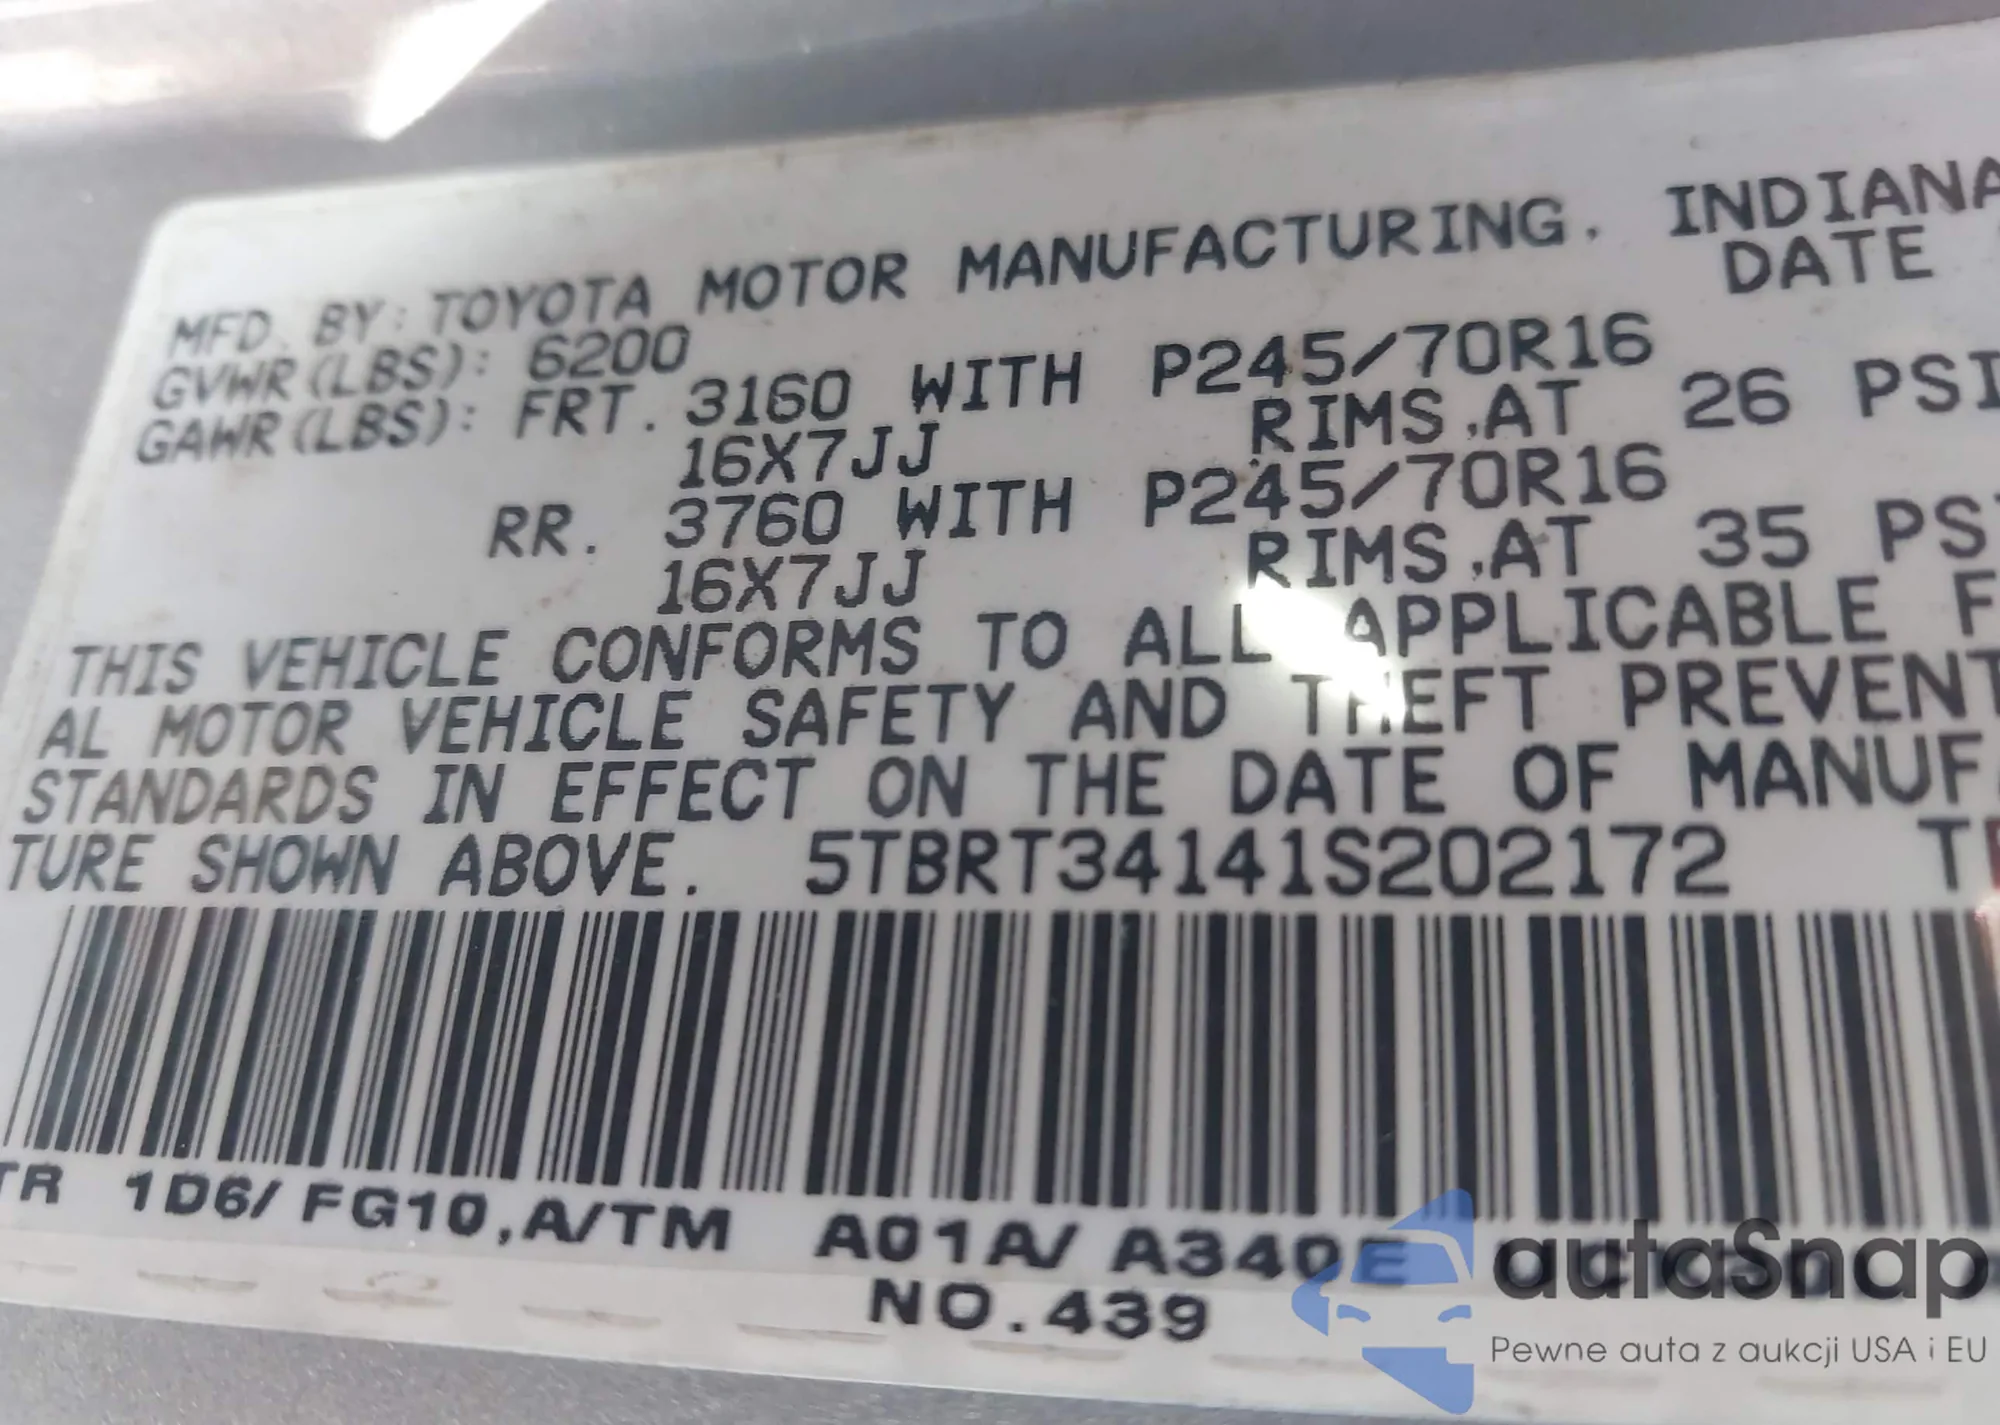 MFD. BY: TOYOTA MOTOR MANUFACTURING, INDIANA
DATE
GVWR(LBS): 6200
GAWR(LBS): FRT. 3160 WITH P245/70R16
16X7JJ RIMS,AT 26 PSI
RR. 3760 WITH P245/70R16
16X7JJ RIMS,AT 35 PSI
THIS VEHICLE CONFORMS TO ALL APPLICABLE F
AL MOTOR VEHICLE SAFETY AND THEFT PREVENT
STANDARDS IN EFFECT ON THE DATE OF MANUF
TURE SHOWN ABOVE. 5TBRT34141S202172
TR 1D6/FG10,A/TM A01A/A340E
NO.439
autaSnap
Pewne auta z aukcji USA i EU